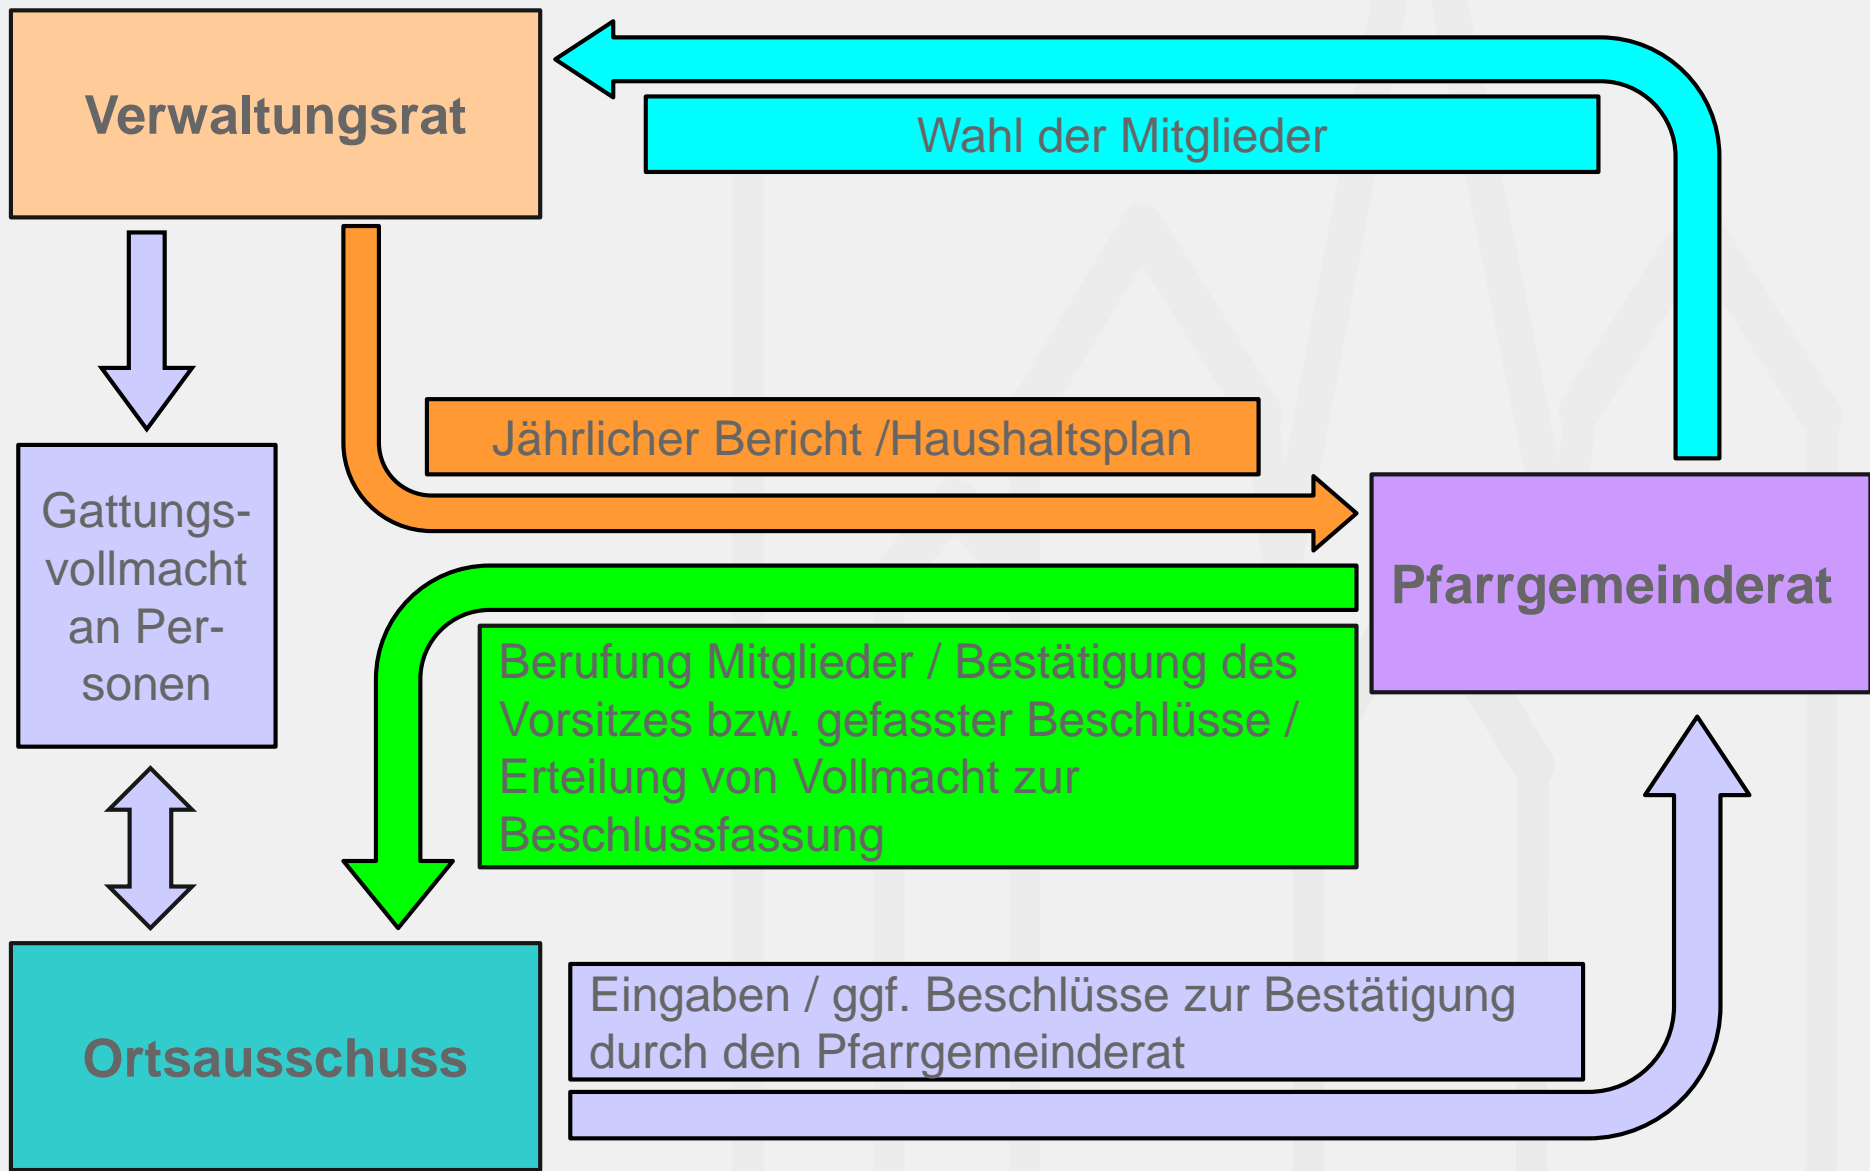 Verwaltungsrat
Wahl der Mitglieder
Jährlicher Bericht /Haushaltsplan
Gattungs-
vollmacht
an Per-
sonen
Pfarrgemeinderat
Berufung Mitglieder / Bestätigung des
Vorsitzes bzw. gefasster Beschlüsse /
Erteilung von Vollmacht zur
Beschlussfassung
Ortsausschuss
Eingaben / ggf. Beschlüsse zur Bestätigung
durch den Pfarrgemeinderat